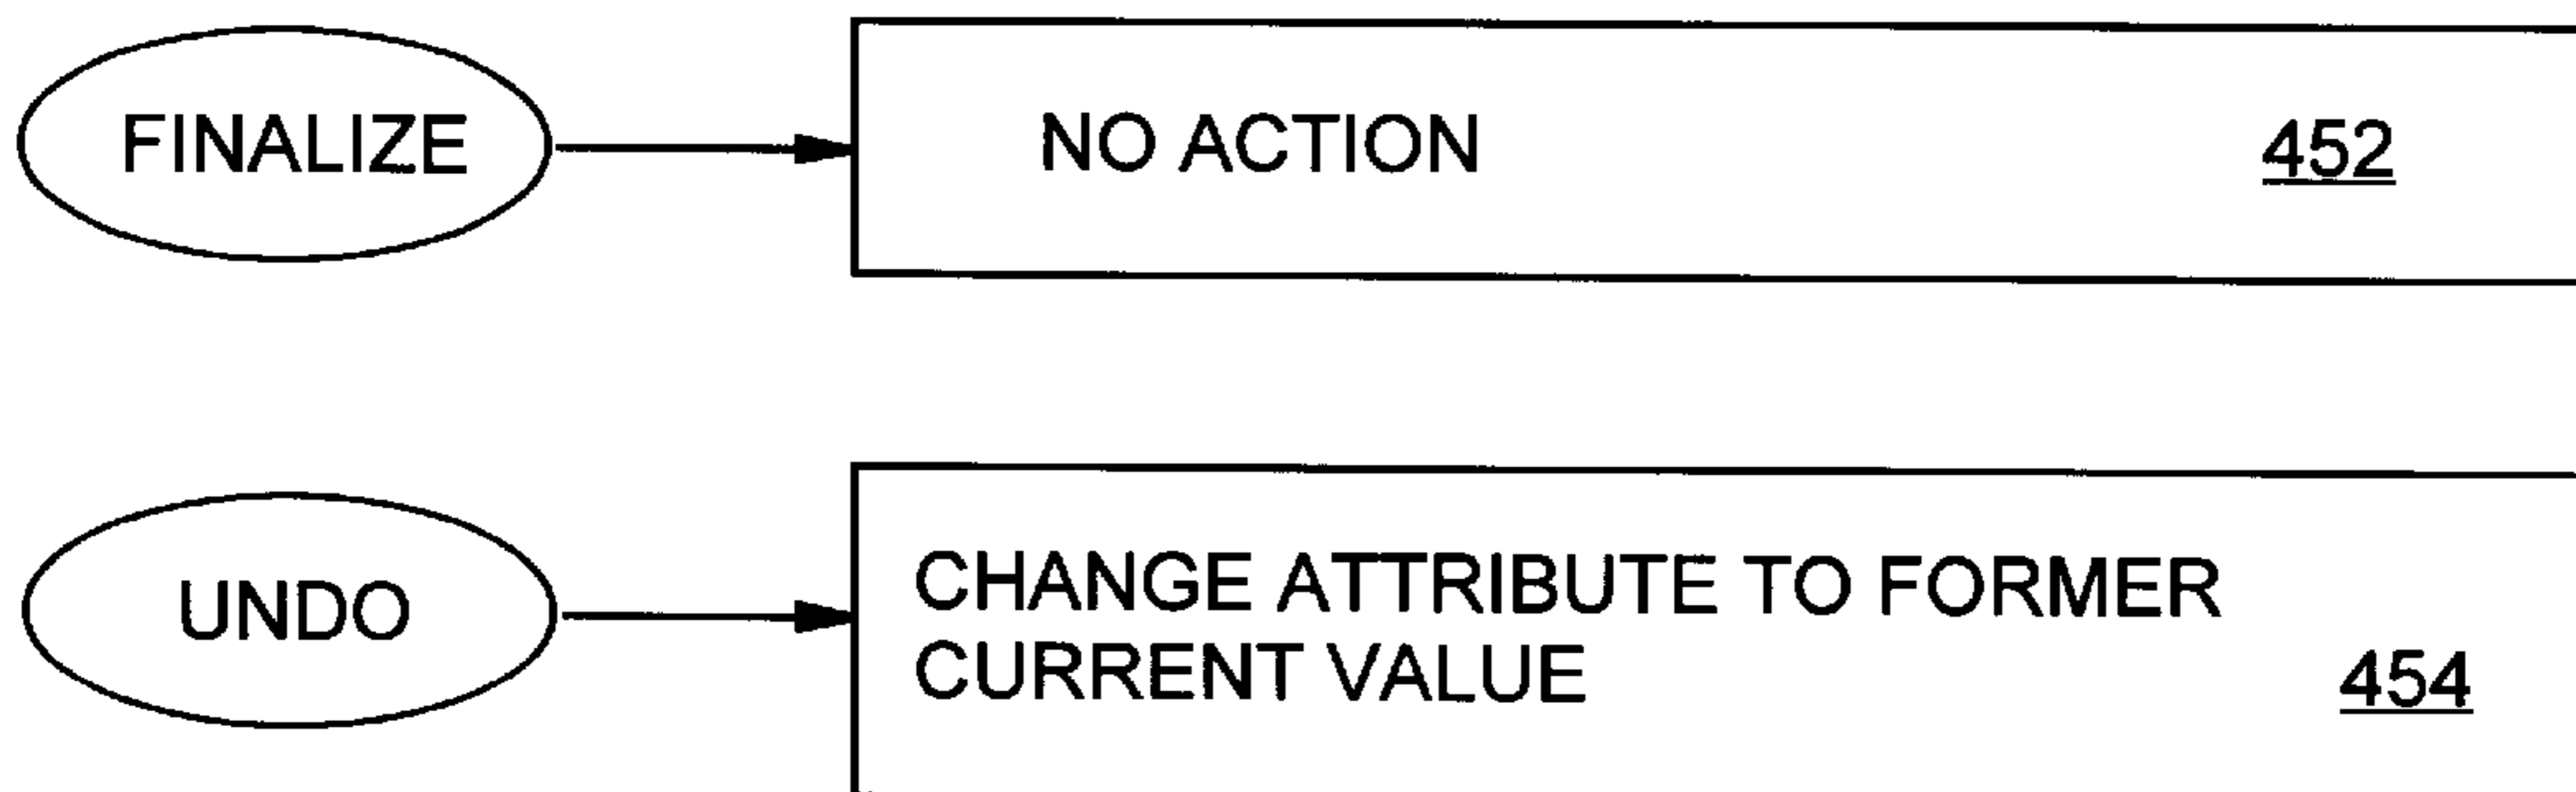 FINALIZE
NO ACTION
452
UNDO
CHANGE ATTRIBUTE TO FORMER
CURRENT VALUE
454